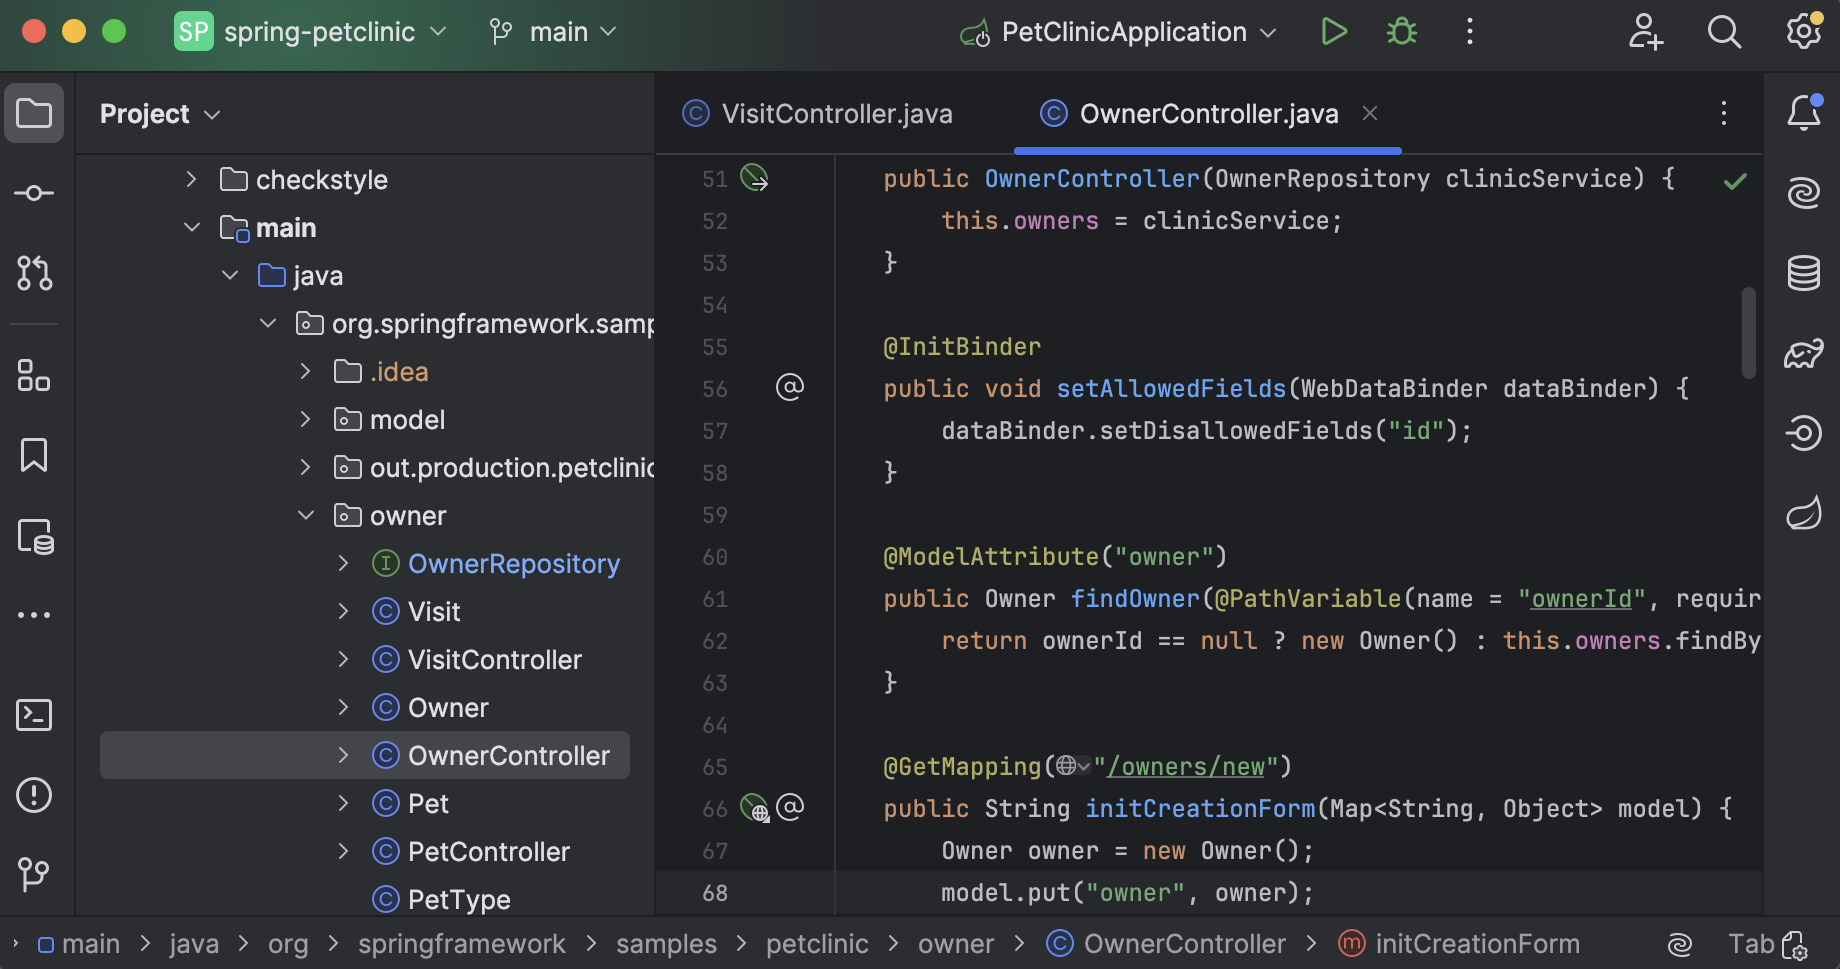 SP spring-petclinic main PetClinicApplication
Project
VisitController.java OwnerController.java
checkstyle
main
java
org.springframework.samp
.idea
model
out.production.petclinic
owner
I OwnerRepository
C Visit
C VisitController
C Owner
C OwnerController
C Pet
C PetController
C PetType
51 public OwnerController(OwnerRepository clinicService) {
52 this.owners = clinicService;
53 }
54
55 @InitBinder
56 @ public void setAllowedFields(WebDataBinder dataBinder) {
57 dataBinder.setDisallowedFields("id");
58 }
59
60 @ModelAttribute("owner")
61 public Owner findOwner(@PathVariable(name = "ownerId", requir
62 return ownerId == null ? new Owner() : this.owners.findBy
63 }
64
65 @GetMapping("/owners/new")
66 @ public String initCreationForm(Map<String, Object> model) {
67 Owner owner = new Owner();
68 model.put("owner", owner);
main > java > org > springframework > samples > petclinic > owner > C OwnerController > m initCreationForm Tab